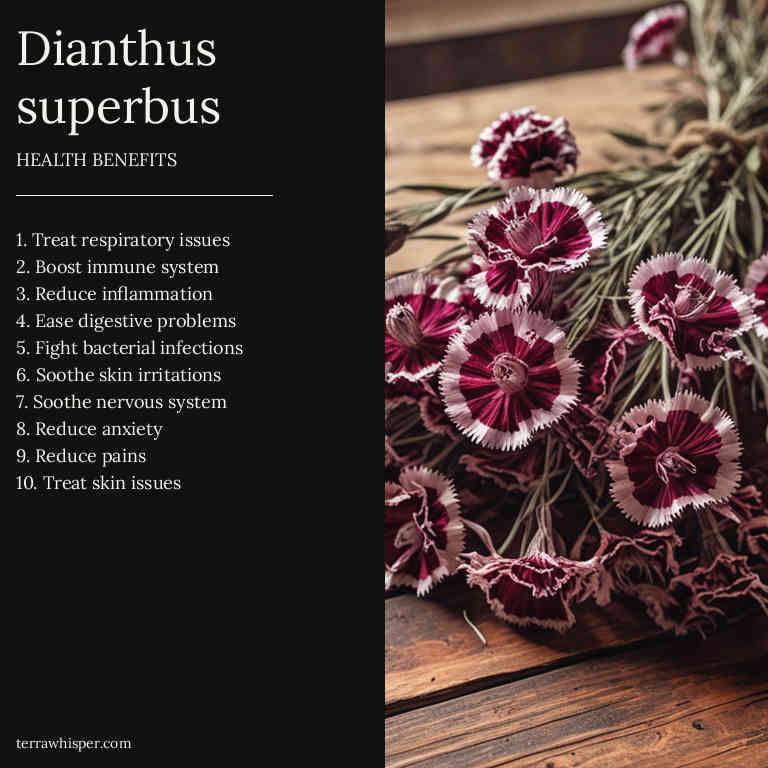 Dianthus
superbus
HEALTH BENEFITS
1. Treat respiratory issues
2. Boost immune system
3. Reduce inflammation
4. Ease digestive problems
5. Fight bacterial infections
6. Soothe skin irritations
7. Soothe nervous system
8. Reduce anxiety
9. Reduce pains
10. Treat skin issues
terrawhisper.com